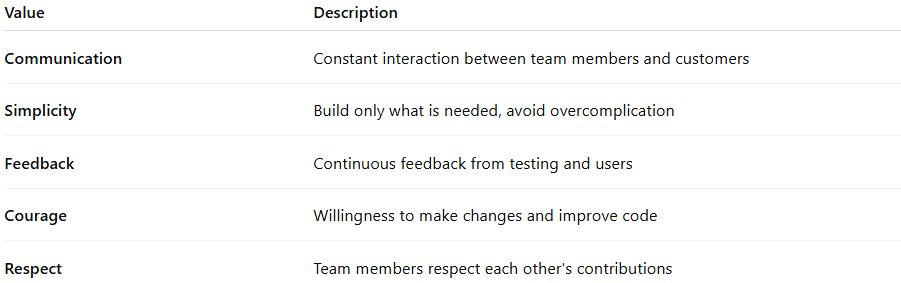 Value Description
Communication Constant interaction between team members and customers
Simplicity Build only what is needed, avoid overcomplication
Feedback Continuous feedback from testing and users
Courage Willingness to make changes and improve code
Respect Team members respect each other's contributions